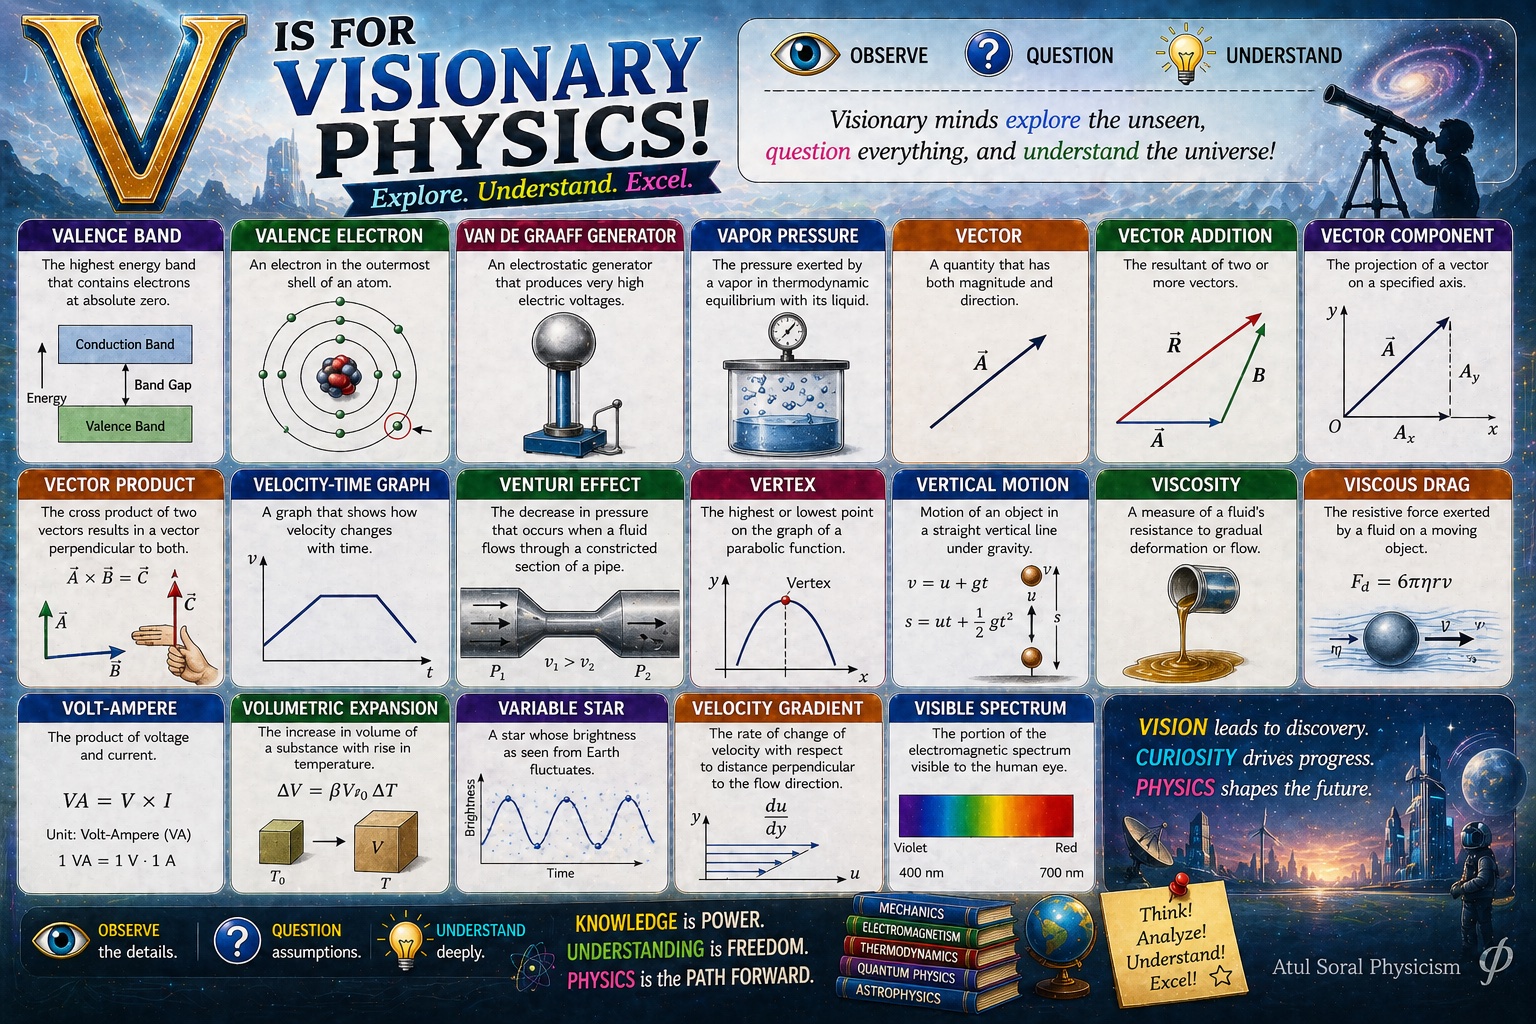 V
IS FOR
VISIONARY
PHYSICS!
Explore. Understand. Excel.
OBSERVE QUESTION UNDERSTAND
Visionary minds explore the unseen,
question everything, and understand the universe!
VALENCE BAND
The highest energy band
that contains electrons
at absolute zero.
Conduction Band
Band Gap
Energy
Valence Band
VALENCE ELECTRON
An electron in the outermost
shell of an atom.
VAN DE GRAAFF GENERATOR
An electrostatic generator
that produces very high
electric voltages.
VAPOR PRESSURE
The pressure exerted by
a vapor in thermodynamic
equilibrium with its liquid.
VECTOR
A quantity that has
both magnitude and
direction.
A⃗
VECTOR ADDITION
The resultant of two or
more vectors.
R⃗
B
A⃗
VECTOR COMPONENT
The projection of a vector
on a specified axis.
y
A⃗
A_y
O
A_x
x
VECTOR PRODUCT
The cross product of two
vectors results in a vector
perpendicular to both.
A⃗ × B⃗ = C⃗
A⃗
C⃗
B⃗
VELOCITY-TIME GRAPH
A graph that shows how
velocity changes
with time.
v
t
VENTURI EFFECT
The decrease in pressure
that occurs when a fluid
flows through a constricted
section of a pipe.
P₁ v₁ > v₂ P₂
VERTEX
The highest or lowest point
on the graph of a
parabolic function.
y
Vertex
x
VERTICAL MOTION
Motion of an object in
a straight vertical line
under gravity.
v = u + gt
s = ut + 1/2 gt²
v
u
s
VISCOSITY
A measure of a fluid's
resistance to gradual
deformation or flow.
VISCOUS DRAG
The resistive force exerted
by a fluid on a moving
object.
F_d = 6πηrv
η
V
VOLT-AMPERE
The product of voltage
and current.
VA = V × I
Unit: Volt-Ampere (VA)
1 VA = 1 V · 1 A
VOLUMETRIC EXPANSION
The increase in volume of
a substance with rise in
temperature.
ΔV = βV₀ ΔT
V
T₀
T
VARIABLE STAR
A star whose brightness
as seen from Earth
fluctuates.
Brightness
Time
VELOCITY GRADIENT
The rate of change of
velocity with respect
to distance perpendicular
to the flow direction.
du
dy
y
u
VISIBLE SPECTRUM
The portion of the
electromagnetic spectrum
visible to the human eye.
Violet Red
400 nm 700 nm
VISION leads to discovery.
CURIOSITY drives progress.
PHYSICS shapes the future.
OBSERVE
the details.
QUESTION
assumptions.
UNDERSTAND
deeply.
KNOWLEDGE is POWER.
UNDERSTANDING is FREEDOM.
PHYSICS is the PATH FORWARD.
MECHANICS
ELECTROMAGNETISM
THERMODYNAMICS
QUANTUM PHYSICS
ASTROPHYSICS
Think!
Analyze!
Understand!
Excel!
Atul Soral Physicism